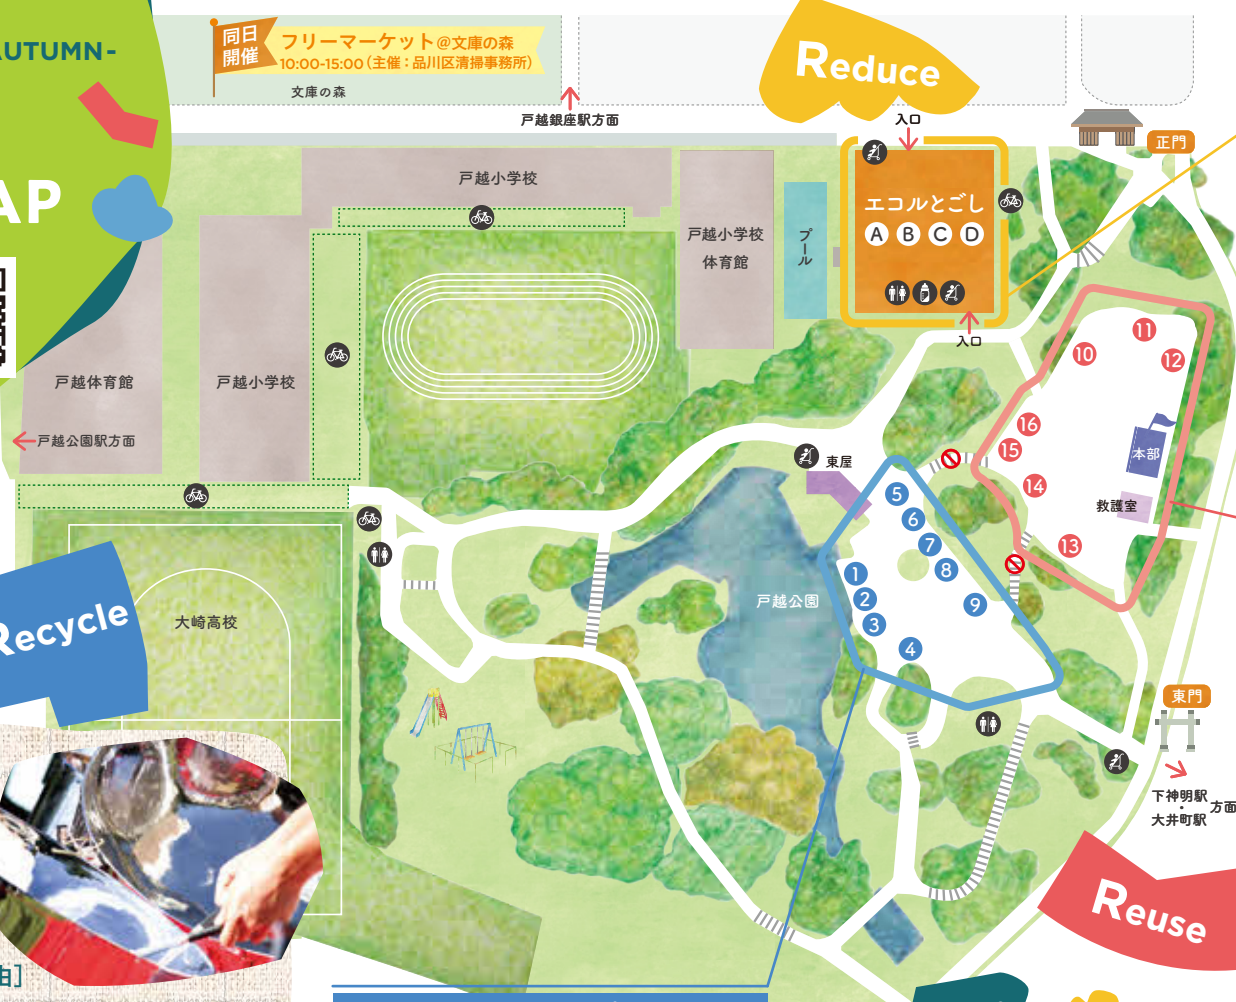 AUTUMN-
AP
同日
開催
フリーマーケット@文庫の森
10:00-15:00(主催:品川区清掃事務所)
文庫の森
戸越銀座駅方面
Reduce
入口
正門
戸越小学校
戸越小学校
体育館
プール
エコルとごし
A B C D
入口
戸越体育館
戸越小学校
戸越公園駅方面
11
10
12
16
15
14
13
本部
救護室
東屋
5
6
7
8
9
1
2
3
4
戸越公園
大崎高校
Recycle
東門
下神明駅
・
大井町駅
方面
Reuse
由]